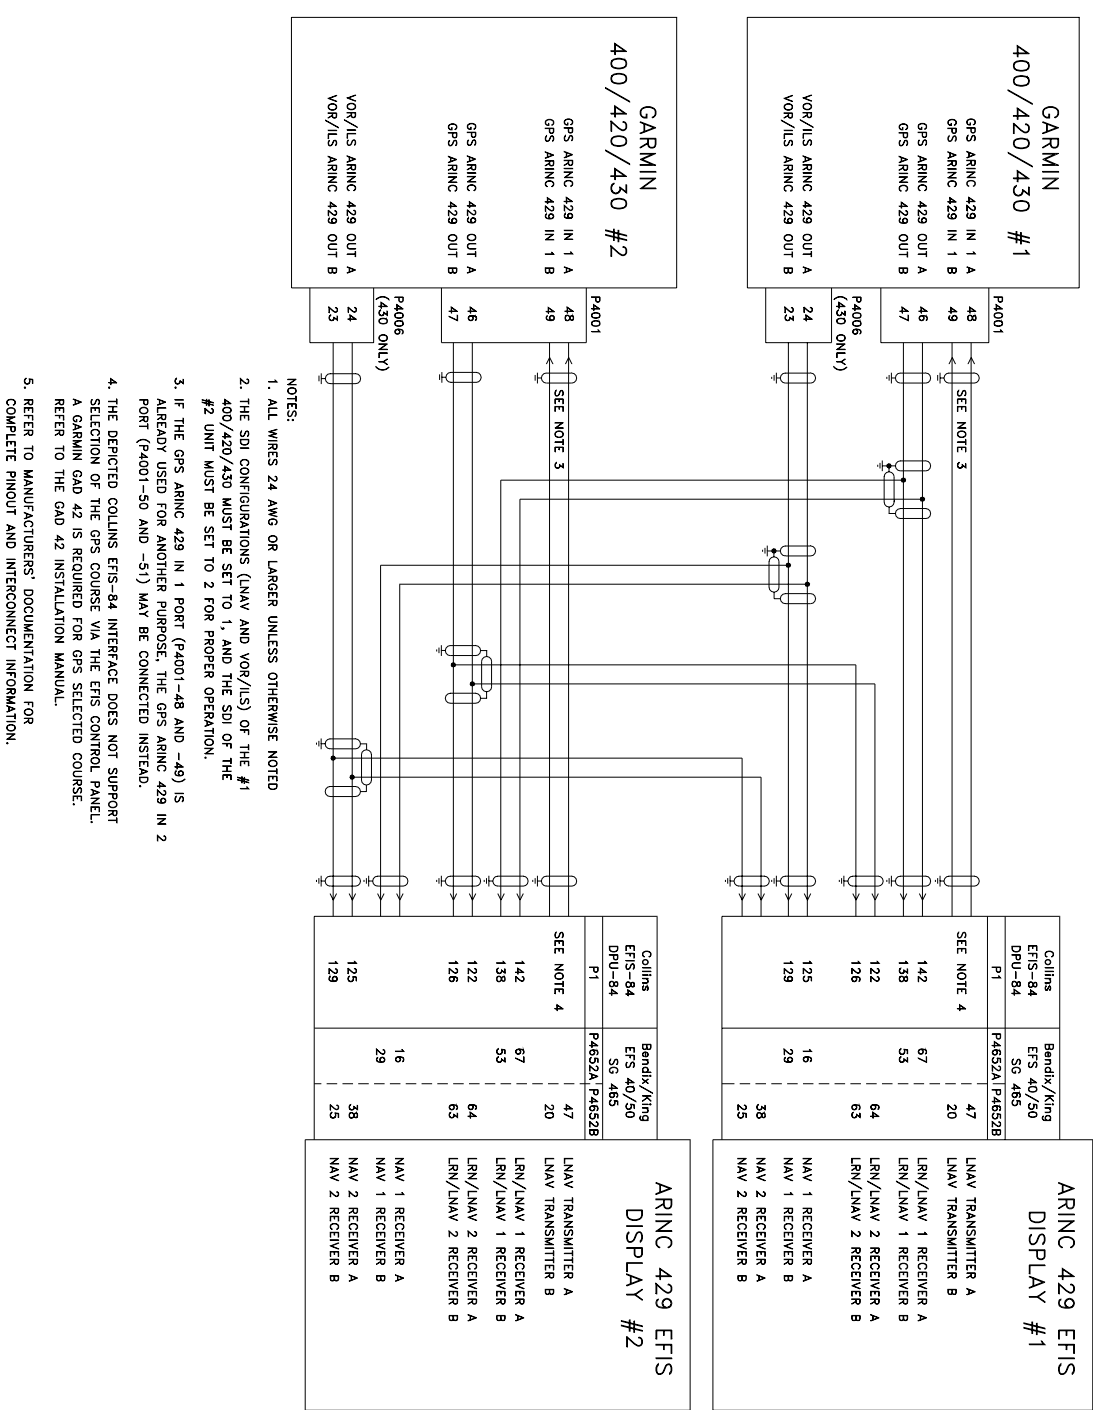 GARMIN
400/420/430 #1
GPS ARINC 429 IN 1 A
GPS ARINC 429 IN 1 B
GPS ARINC 429 OUT A
GPS ARINC 429 OUT B
VOR/ILS ARINC 429 OUT A
VOR/ILS ARINC 429 OUT B
P4001
48
49
46
47
P4006
(430 ONLY)
24
23
SEE NOTE 3
Collins
EFIS-84
DPU-84
P1
SEE NOTE 4
142
138
122
126
125
129
Bendix/King
EFS 40/50
SG 465
P4652A
P4652B
67
53
16
29
47
20
64
63
38
25
ARINC 429 EFIS
DISPLAY #1
LNAV TRANSMITTER A
LNAV TRANSMITTER B
LRN/LNAV 1 RECEIVER A
LRN/LNAV 1 RECEIVER B
LRN/LNAV 2 RECEIVER A
LRN/LNAV 2 RECEIVER B
NAV 1 RECEIVER A
NAV 1 RECEIVER B
NAV 2 RECEIVER A
NAV 2 RECEIVER B
GARMIN
400/420/430 #2
GPS ARINC 429 IN 1 A
GPS ARINC 429 IN 1 B
GPS ARINC 429 OUT A
GPS ARINC 429 OUT B
VOR/ILS ARINC 429 OUT A
VOR/ILS ARINC 429 OUT B
P4001
48
49
46
47
P4006
(430 ONLY)
24
23
SEE NOTE 3
Collins
EFIS-84
DPU-84
P1
SEE NOTE 4
142
138
122
126
125
129
Bendix/King
EFS 40/50
SG 465
P4652A
P4652B
67
53
16
29
47
20
64
63
38
25
ARINC 429 EFIS
DISPLAY #2
LNAV TRANSMITTER A
LNAV TRANSMITTER B
LRN/LNAV 1 RECEIVER A
LRN/LNAV 1 RECEIVER B
LRN/LNAV 2 RECEIVER A
LRN/LNAV 2 RECEIVER B
NAV 1 RECEIVER A
NAV 1 RECEIVER B
NAV 2 RECEIVER A
NAV 2 RECEIVER B
NOTES:
1. ALL WIRES 24 AWG OR LARGER UNLESS OTHERWISE NOTED
2. THE SDI CONFIGURATIONS (LNAV AND VOR/ILS) OF THE #1
400/420/430 MUST BE SET TO 1, AND THE SDI OF THE
#2 UNIT MUST BE SET TO 2 FOR PROPER OPERATION.
3. IF THE GPS ARINC 429 IN 1 PORT (P4001-48 AND -49) IS
ALREADY USED FOR ANOTHER PURPOSE, THE GPS ARINC 429 IN 2
PORT (P4001-50 AND -51) MAY BE CONNECTED INSTEAD.
4. THE DEPICTED COLLINS EFIS-84 INTERFACE DOES NOT SUPPORT
SELECTION OF THE GPS COURSE VIA THE EFIS CONTROL PANEL.
A GARMIN GAD 42 IS REQUIRED FOR GPS SELECTED COURSE.
REFER TO THE GAD 42 INSTALLATION MANUAL.
5. REFER TO MANUFACTURERS' DOCUMENTATION FOR
COMPLETE PINOUT AND INTERCONNECT INFORMATION.